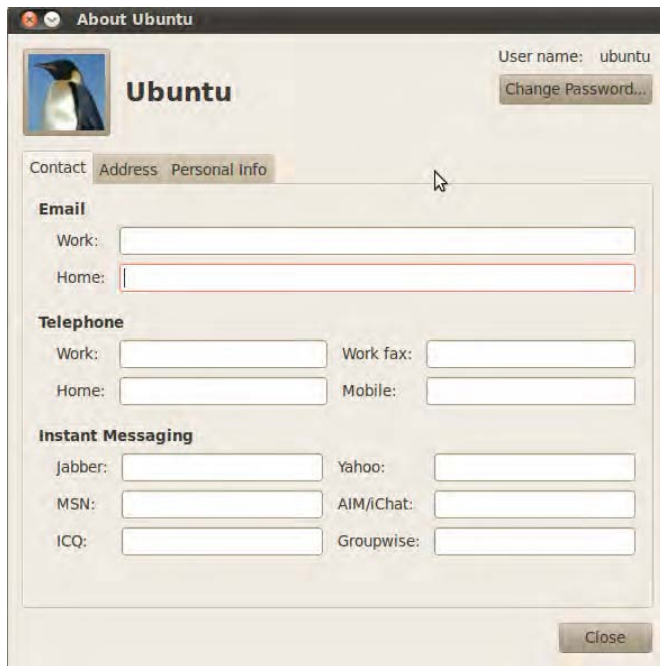 About Ubuntu
User name: ubuntu
Ubuntu
Change Password...
Contact Address Personal Info
Email
Work:
Home:
Telephone
Work: Work fax:
Home: Mobile:
Instant Messaging
Jabber: Yahoo:
MSN: AIM/iChat:
ICQ: Groupwise:
Close